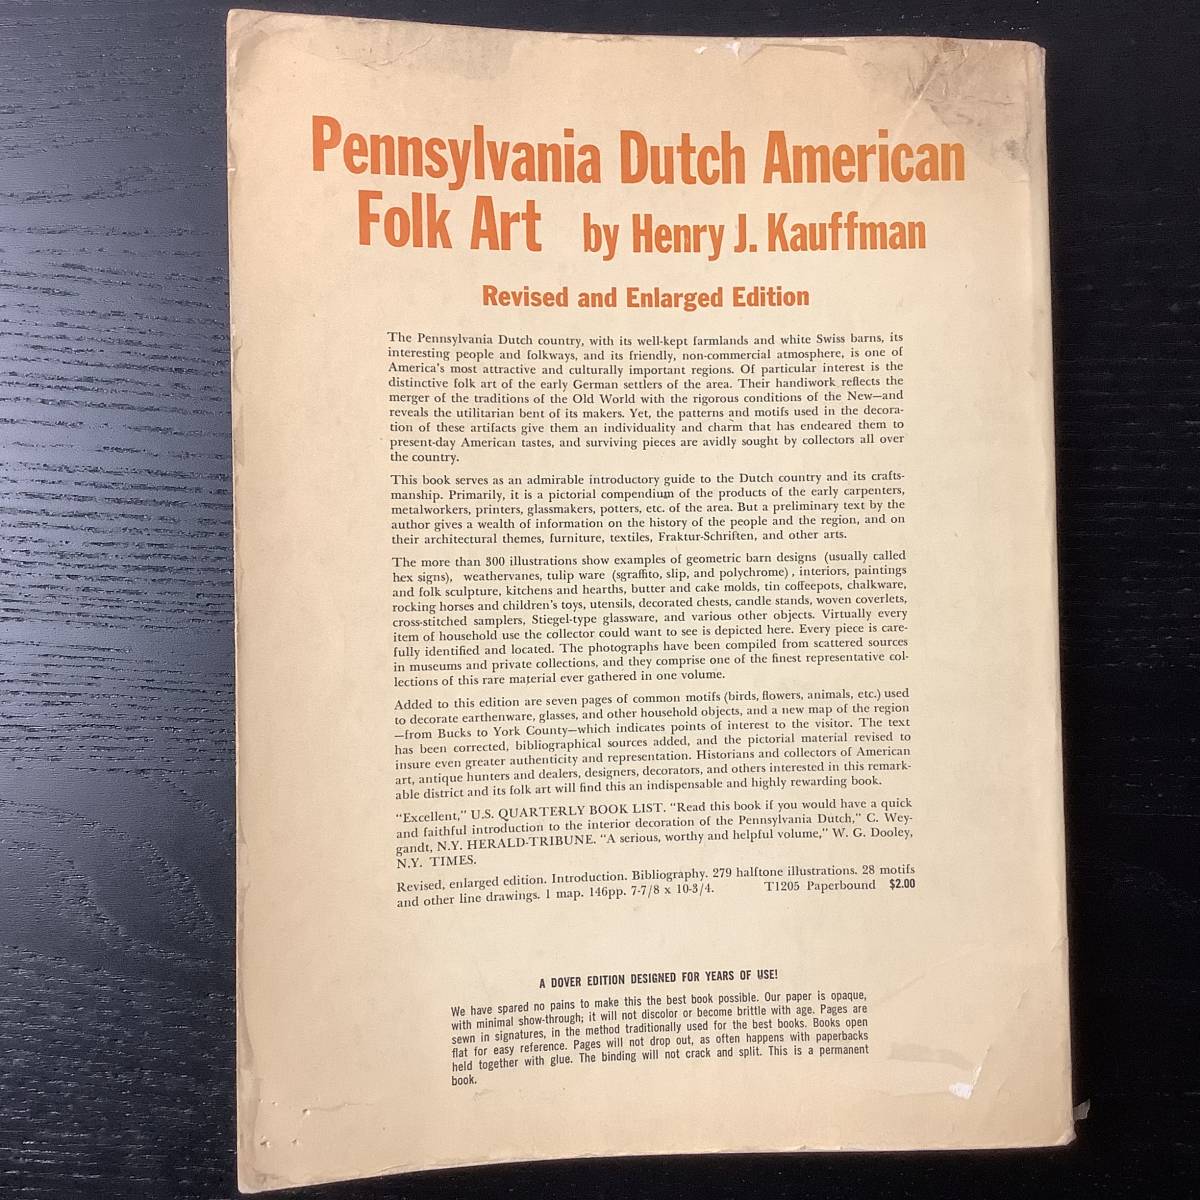 Pennsylvania Dutch American
Folk Art by Henry J. Kauffman
Revised and Enlarged Edition
The Pennsylvania Dutch country, with its well-kept farmlands and white Swiss barns, its
interesting people and folkways, and its friendly, non-commercial atmosphere, is one of
America's most attractive and culturally important regions. Of particular interest is the
distinctive folk art of the early German settlers of the area. Their handiwork reflects the
merger of the traditions of the Old World with the rigorous conditions of the New—and
reveals the utilitarian bent of its makers. Yet, the patterns and motifs used in the decora-
tion of these artifacts give them an individuality and charm that has endeared them to
present-day American tastes, and surviving pieces are avidly sought by collectors all over
the country.
This book serves as an admirable introductory guide to the Dutch country and its crafts-
manship. Primarily, it is a pictorial compendium of the products of the early carpenters,
metalworkers, printers, glassmakers, potters, etc. of the area. But a preliminary text by the
author gives a wealth of information on the history of the people and the region, and on
their architectural themes, furniture, textiles, Fraktur-Schriften, and other arts.
The more than 300 illustrations show examples of geometric barn designs (usually called
hex signs), weathervanes, tulip ware (sgraffito, slip, and polychrome), interiors, paintings
and folk sculpture, kitchens and hearths, butter and cake molds, tin coffeepots, chalkware,
rocking horses and children's toys, utensils, decorated chests, candle stands, woven coverlets,
cross-stitched samplers, Stiegel-type glassware, and various other objects. Virtually every
item of household use the collector could want to see is depicted here. Every piece is care-
fully identified and located. The photographs have been compiled from scattered sources
in museums and private collections, and they comprise one of the finest representative col-
lections of this rare material ever gathered in one volume.
Added to this edition are seven pages of common motifs (birds, flowers, animals, etc.) used
to decorate earthenware, glasses, and other household objects, and a new map of the region
—from Bucks to York County—which indicates points of interest to the visitor. The text
has been corrected, bibliographical sources added, and the pictorial material revised to
insure even greater authenticity and representation. Historians and collectors of American
art, antique hunters and dealers, designers, decorators, and others interested in this remark-
able district and its folk art will find this an indispensable and highly rewarding book.
"Excellent," U.S. QUARTERLY BOOK LIST. "Read this book if you would have a quick
and faithful introduction to the interior decoration of the Pennsylvania Dutch," C. Wey-
gandt, N.Y. HERALD-TRIBUNE. "A serious, worthy and helpful volume," W. G. Dooley,
N.Y. TIMES.
Revised, enlarged edition. Introduction. Bibliography. 279 halftone illustrations. 28 motifs
and other line drawings. 1 map. 146pp. 7-7/8 x 10-3/4. T1205 Paperbound $2.00
A DOVER EDITION DESIGNED FOR YEARS OF USE!
We have spared no pains to make this the best book possible. Our paper is opaque,
with minimal show-through; it will not discolor or become brittle with age. Pages are
sewn in signatures, in the method traditionally used for the best books. Books open
flat for easy reference. Pages will not drop out, as often happens with paperbacks
held together with glue. The binding will not crack and split. This is a permanent
book.